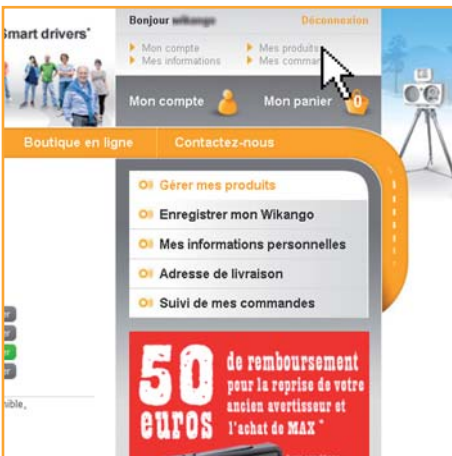 Smart drivers*
Bonjour
Déconnexion
Mon compte
Mes produits
Mes informations
Mes comman
Mon compte
Mon panier
0
Boutique en ligne
Contactez-nous
Gérer mes produits
Enregistrer mon Wikango
Mes informations personnelles
Adresse de livraison
Suivi de mes commandes
50
euros
de remboursement
pour la reprise de votre
ancien avertisseur et
l'achat de MAX *